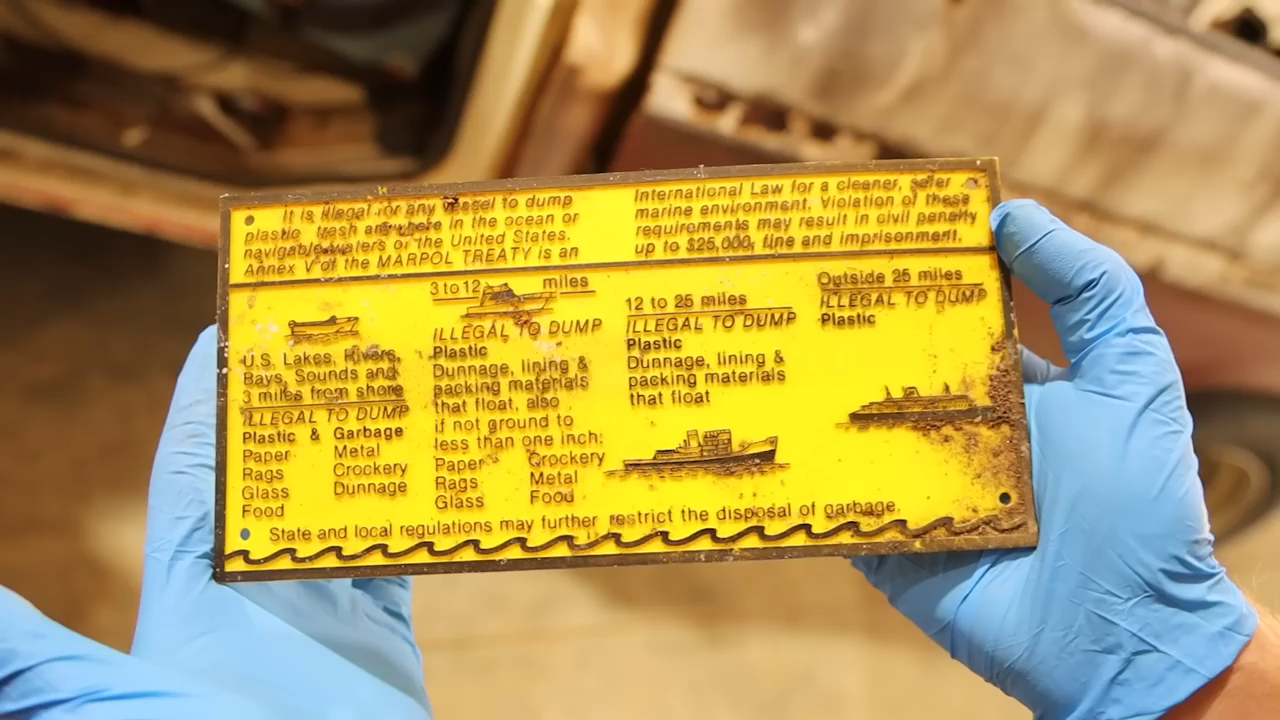 It is illegal for any vessel to dump
plastic trash anywhere in the ocean or
navigable waters of the United States.
Annex V of the MARPOL TREATY is an
International Law for a cleaner, safer
marine environment. Violation of these
requirements may result in civil penalty
up to $25,000, fine and imprisonment.
U.S. Lakes, Rivers,
Bays, Sounds and
3 miles from shore
ILLEGAL TO DUMP
Plastic & Garbage
Paper Metal
Rags Crockery
Glass Dunnage
Food
3 to 12 miles
ILLEGAL TO DUMP
Plastic
Dunnage, lining &
packing materials
that float, also
if not ground to
less than one inch:
Paper Crockery
Rags Metal
Glass Food
12 to 25 miles
ILLEGAL TO DUMP
Plastic
Dunnage, lining &
packing materials
that float
Outside 25 miles
ILLEGAL TO DUMP
Plastic
State and local regulations may further restrict the disposal of garbage.